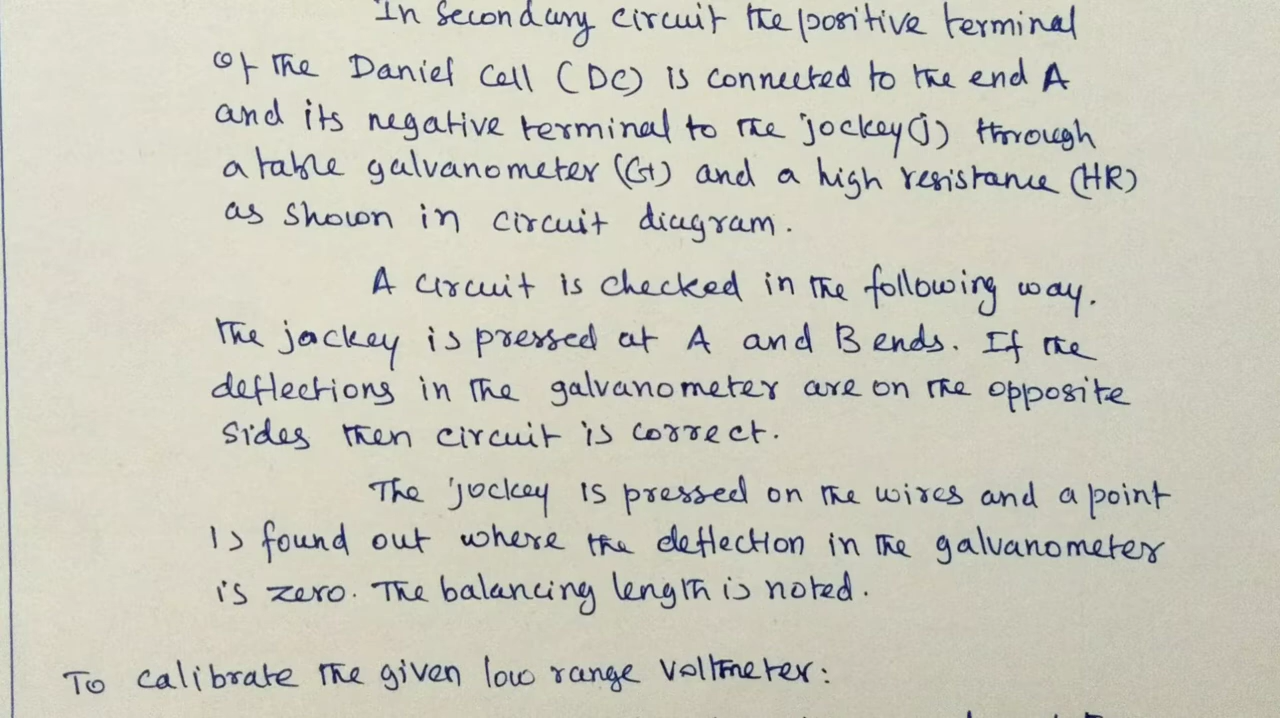 In secondary circuit the positive terminal
of the Daniel Cell (DC) is connected to the end A
and its negative terminal to the jockey(J) through
a table galvanometer (G) and a high resistance (HR)
as shown in circuit diagram.
A circuit is checked in the following way.
The jockey is pressed at A and B ends. If the
deflections in the galvanometer are on the opposite
sides then circuit is correct.
The jockey is pressed on the wires and a point
is found out where the deflection in the galvanometer
is zero. The balancing length is noted.
To calibrate the given low range voltmeter: